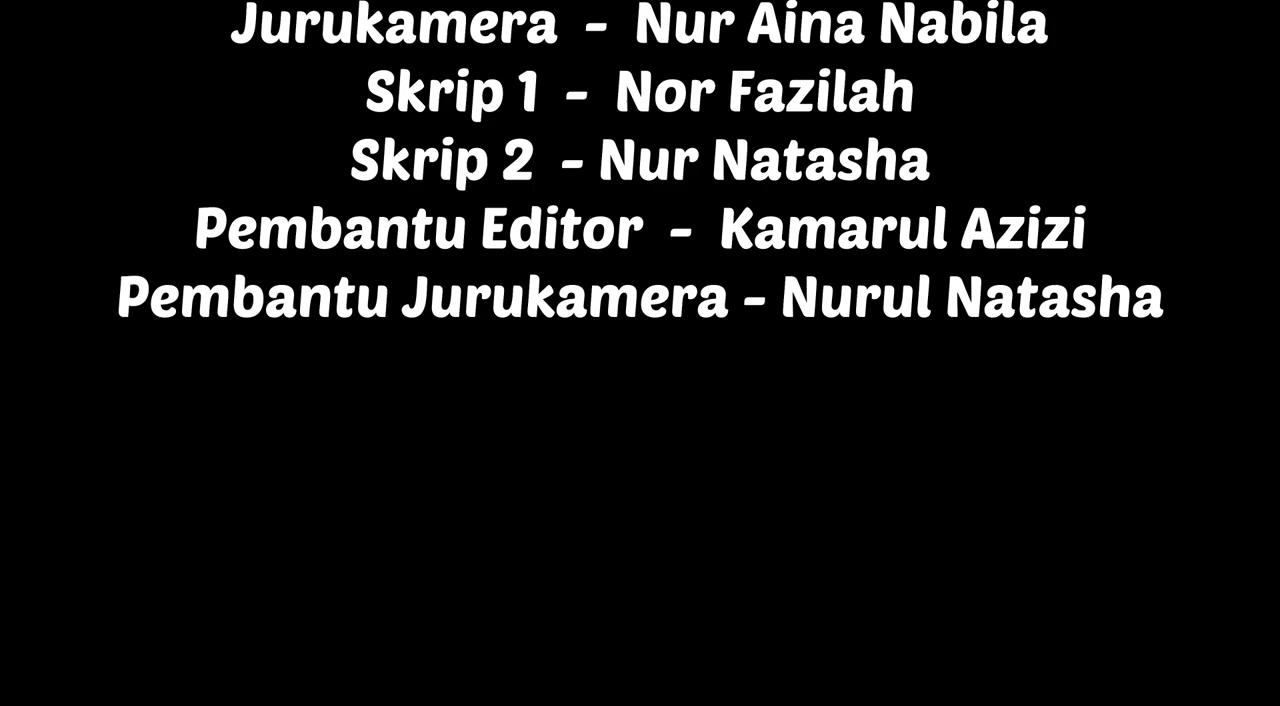 Jurukamera - Nur Aina Nabila
Skrip 1 - Nor Fazilah
Skrip 2 - Nur Natasha
Pembantu Editor - Kamarul Azizi
Pembantu Jurukamera - Nurul Natasha